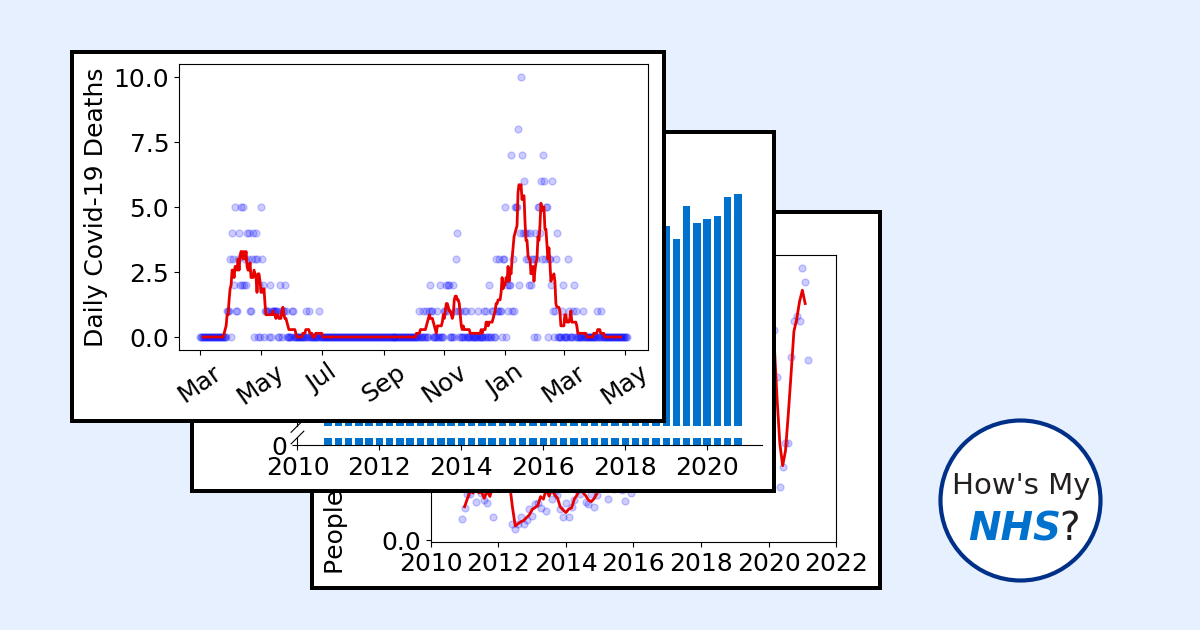 Daily Covid-19 Deaths
10.0
7.5
5.0
2.5
0.0
Mar May Jul Sep Nov Jan Mar May
0
2010 2012 2014 2016 2018 2020
People
0.0
2010 2012 2014 2016 2018 2020 2022
How's My
NHS?